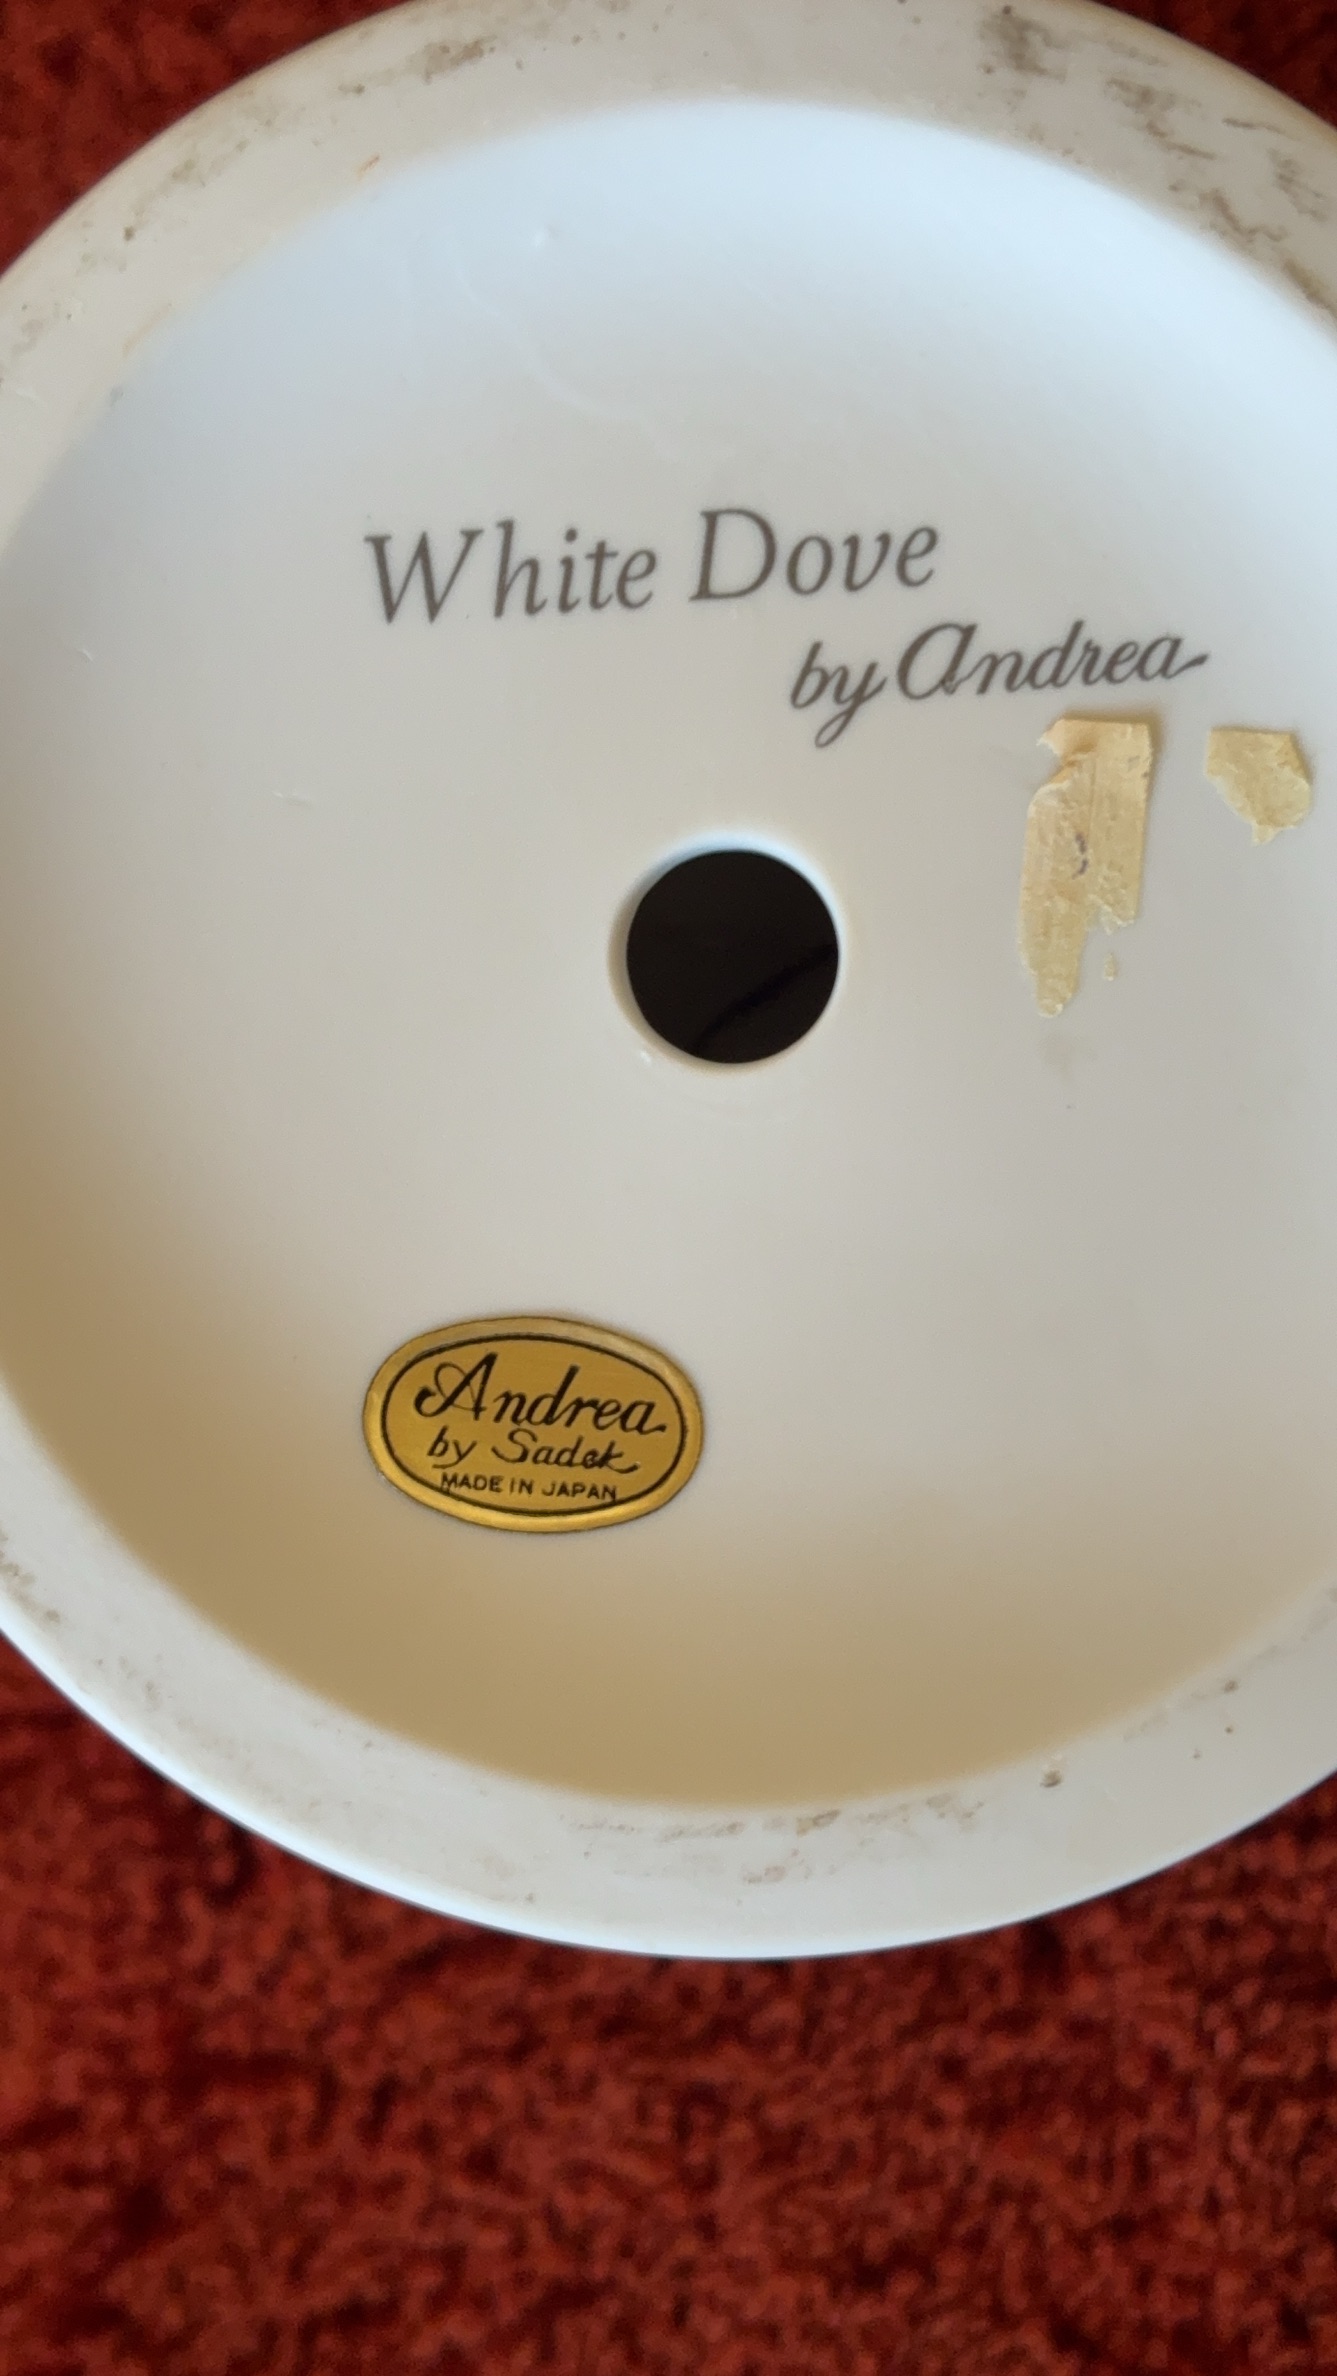 White Dove
by Andrea
Andrea
by Sadek
MADE IN JAPAN